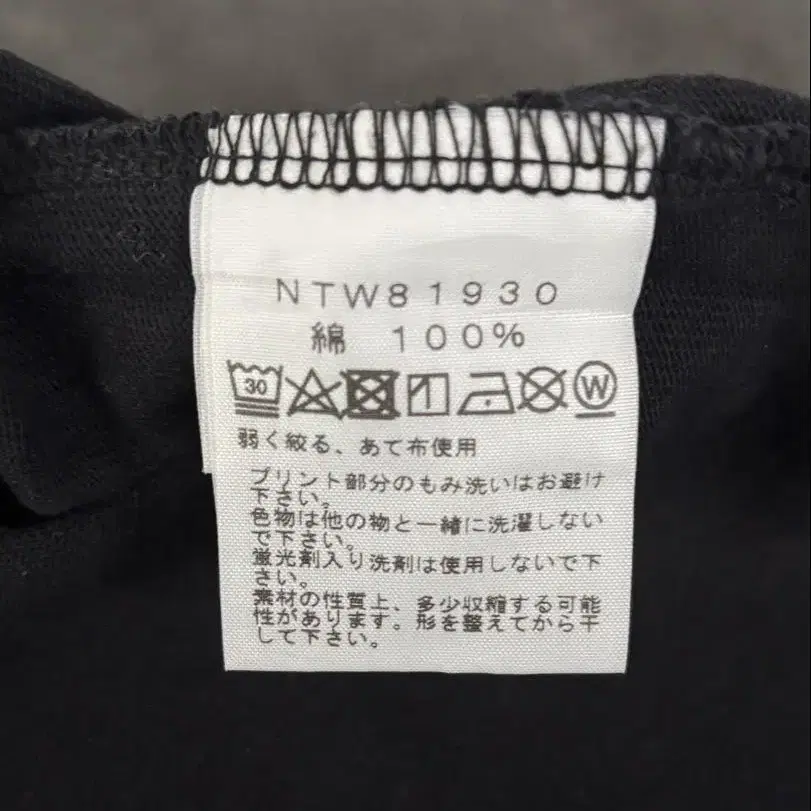 NTW81930
綿 100%
30
W
弱く絞る、あて布使用
プリント部分のもみ洗いはお避け
下さい。
色物は他の物と一緒に洗濯しない
で下さい。
蛍光剤入り洗剤は使用しないで下
さい。
素材の性質上、多少収縮する可能
性があります。形を整えてから干
して下さい。